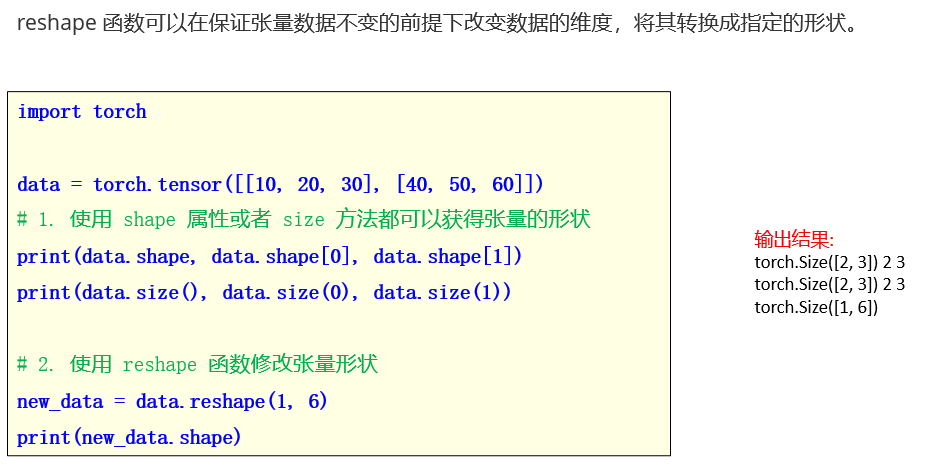 reshape 函数可以在保证张量数据不变的前提下改变数据的维度，将其转换成指定的形状。
import torch
data = torch.tensor([[10, 20, 30], [40, 50, 60]])
# 1. 使用 shape 属性或者 size 方法都可以获得张量的形状
print(data.shape, data.shape[0], data.shape[1])
print(data.size(), data.size(0), data.size(1))
# 2. 使用 reshape 函数修改张量形状
new_data = data.reshape(1, 6)
print(new_data.shape)
输出结果:
torch.Size([2, 3]) 2 3
torch.Size([2, 3]) 2 3
torch.Size([1, 6])